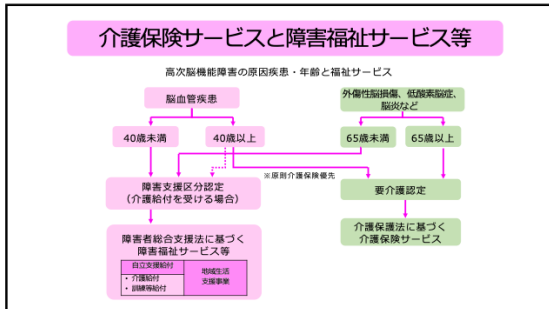 介護保険サービスと障害福祉サービス等
高次脳機能障害の原因疾患・年齢と福祉サービス
脳血管疾患
外傷性脳損傷、低酸素脳症、
脳炎など
40歳未満
40歳以上
65歳未満
65歳以上
※原則介護保険優先
障害支援区分認定
(介護給付を受ける場合)
要介護認定
障害者総合支援法に基づく
障害福祉サービス等
自立支援給付
・介護給付
・訓練等給付
地域生活
支援事業
介護保護法に基づく
介護保険サービス